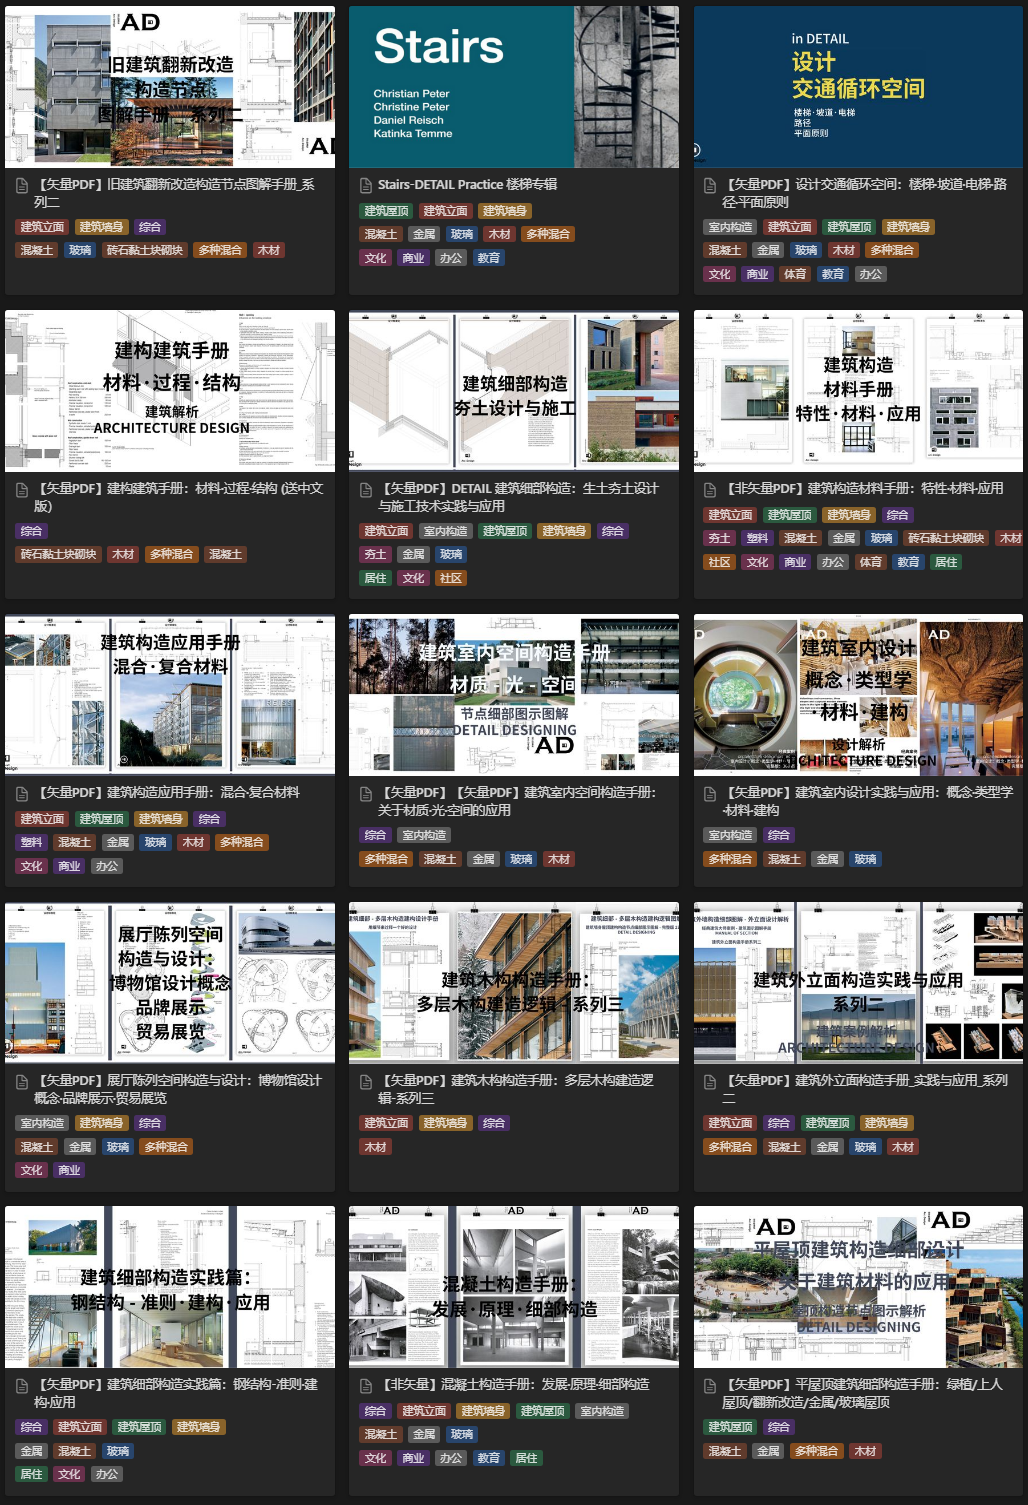 AD
旧建筑翻新改造
构造节点
图解手册 - 系列二
【矢量PDF】旧建筑翻新改造构造节点图解手册_系
列二
建筑立面 建筑墙身 综合
混凝土 玻璃 砖石黏土块砌块 多种混合 木材
Stairs
Christian Peter
Christine Peter
Daniel Reisch
Katinka Temme
Stairs-DETAIL Practice 楼梯专辑
建筑屋顶 建筑立面 建筑墙身
混凝土 金属 玻璃 木材 多种混合
文化 商业 办公 教育
in DETAIL
设计
交通循环空间
楼梯·坡道·电梯
路径
平面原则
【矢量PDF】设计交通循环空间：楼梯-坡道-电梯-路
径-平面原则
室内构造 建筑立面 建筑屋顶 建筑墙身
混凝土 金属 玻璃 木材 多种混合
文化 商业 体育 教育 办公
建构建筑手册
材料·过程·结构
建筑解析
ARCHITECTURE DESIGN
【矢量PDF】建构建筑手册：材料-过程-结构 (送中文
版)
综合
砖石黏土块砌块 木材 多种混合 混凝土
建筑细部构造
夯土设计与施工
【矢量PDF】DETAIL 建筑细部构造：生土夯土设计
与施工技术实践与应用
建筑立面 室内构造 建筑屋顶 建筑墙身 综合
夯土 金属 玻璃
居住 文化 社区
建筑构造
材料手册
特性·材料·应用
【非矢量PDF】建筑构造材料手册：特性-材料-应用
建筑立面 建筑屋顶 建筑墙身 综合
夯土 塑料 混凝土 金属 玻璃 砖石黏土块砌块 木材
社区 文化 商业 办公 体育 教育 居住
建筑构造应用手册
混合·复合材料
【矢量PDF】建筑构造应用手册：混合-复合材料
建筑立面 建筑屋顶 建筑墙身 综合
塑料 混凝土 金属 玻璃 木材 多种混合
文化 商业 办公
建筑室内空间构造手册
材质 - 光 - 空间
节点细部图示图解
DETAIL DESIGNING
AD
【矢量PDF】【矢量PDF】建筑室内空间构造手册：
关于材质-光-空间的应用
综合 室内构造
多种混合 混凝土 金属 玻璃 木材
AD
建筑室内设计
概念·类型学
·材料·建构
设计解析
ARCHITECTURE DESIGN
【矢量PDF】建筑室内设计实践与应用：概念-类型学
-材料-建构
室内构造 综合
多种混合 混凝土 金属 玻璃
展厅陈列空间
构造与设计:
博物馆设计概念
品牌展示
贸易展览
【矢量PDF】展厅陈列空间构造与设计：博物馆设计
概念-品牌展示-贸易展览
室内构造 建筑墙身 综合
混凝土 金属 玻璃 多种混合
文化 商业
建筑木构构造手册：
多层木构建造逻辑 - 系列三
【矢量PDF】建筑木构构造手册：多层木构建造逻
辑-系列三
建筑立面 建筑墙身 综合
木材
建筑外立面构造实践与应用
系列二
建筑案例解析
ARCHITECTURE DESIGN
【矢量PDF】建筑外立面构造手册_实践与应用_系列
二
建筑立面 综合 建筑屋顶 建筑墙身
多种混合 混凝土 金属 玻璃 木材
建筑细部构造实践篇：
钢结构 - 准则·建构·应用
【矢量PDF】建筑细部构造实践篇：钢结构-准则-建
构-应用
综合 建筑立面 建筑屋顶 建筑墙身
金属 混凝土 玻璃
居住 文化 办公
AD AD AD
混凝土构造手册：
发展·原理·细部构造
【非矢量】混凝土构造手册：发展-原理-细部构造
综合 建筑立面 建筑墙身 建筑屋顶 室内构造
混凝土 金属 玻璃
文化 商业 办公 教育 居住
AD AD
平屋顶建筑构造细部设计
关于建筑材料的应用
屋顶构造节点图示解析
DETAIL DESIGNING
【矢量PDF】平屋顶建筑细部构造手册：绿植/上人
屋顶/翻新改造/金属/玻璃屋顶
建筑屋顶 综合
混凝土 金属 多种混合 木材